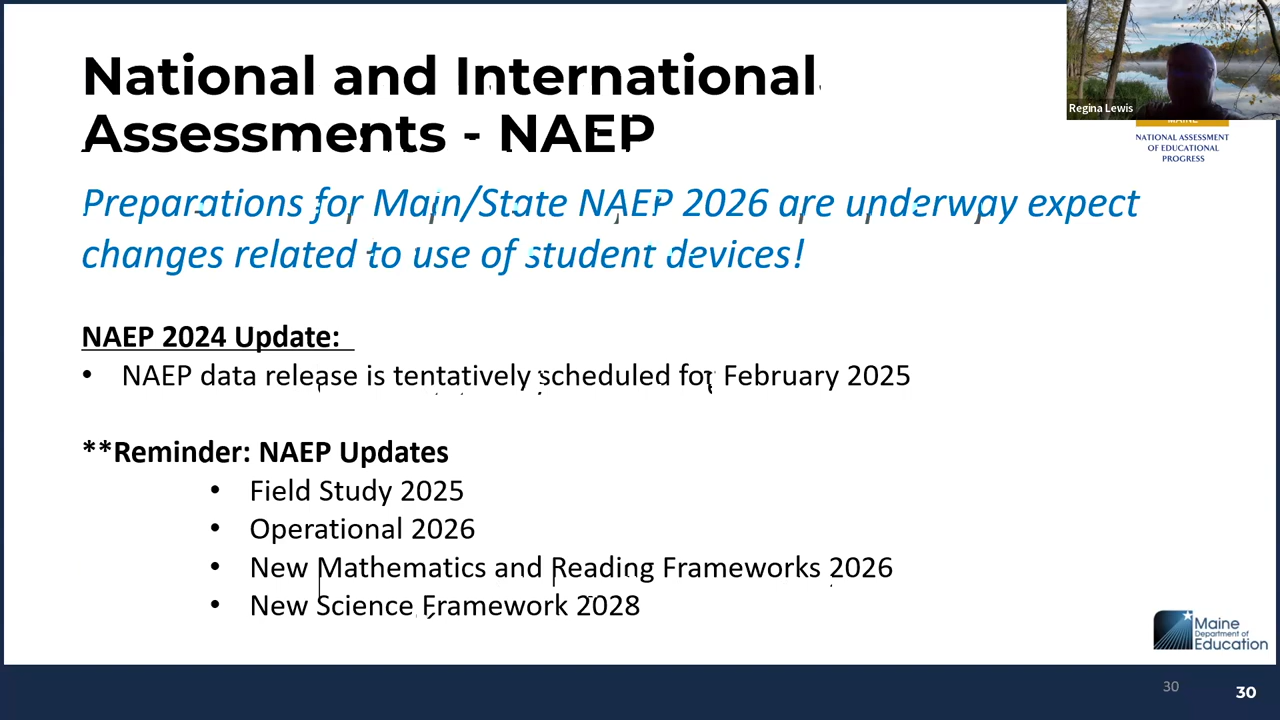 National and International
Assessments - NAEP
Regina Lewis
MAINE
NATIONAL ASSESSMENT
OF EDUCATIONAL
PROGRESS
Preparations for Main/State NAEP 2026 are underway expect
changes related to use of student devices!
NAEP 2024 Update:
• NAEP data release is tentatively scheduled for February 2025
**Reminder: NAEP Updates
• Field Study 2025
• Operational 2026
• New Mathematics and Reading Frameworks 2026
• New Science Framework 2028
Maine
Department of
Education
30
30